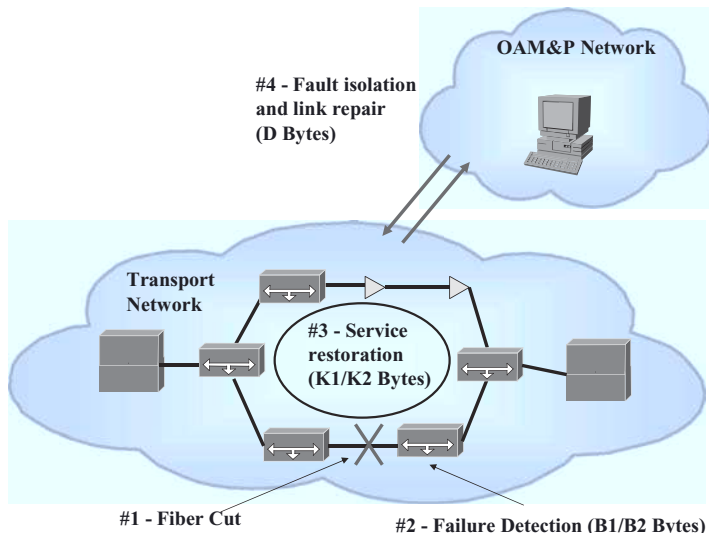 OAM&P Network
#4 - Fault isolation
and link repair
(D Bytes)
Transport
Network
#3 - Service
restoration
(K1/K2 Bytes)
#1 - Fiber Cut
#2 - Failure Detection (B1/B2 Bytes)